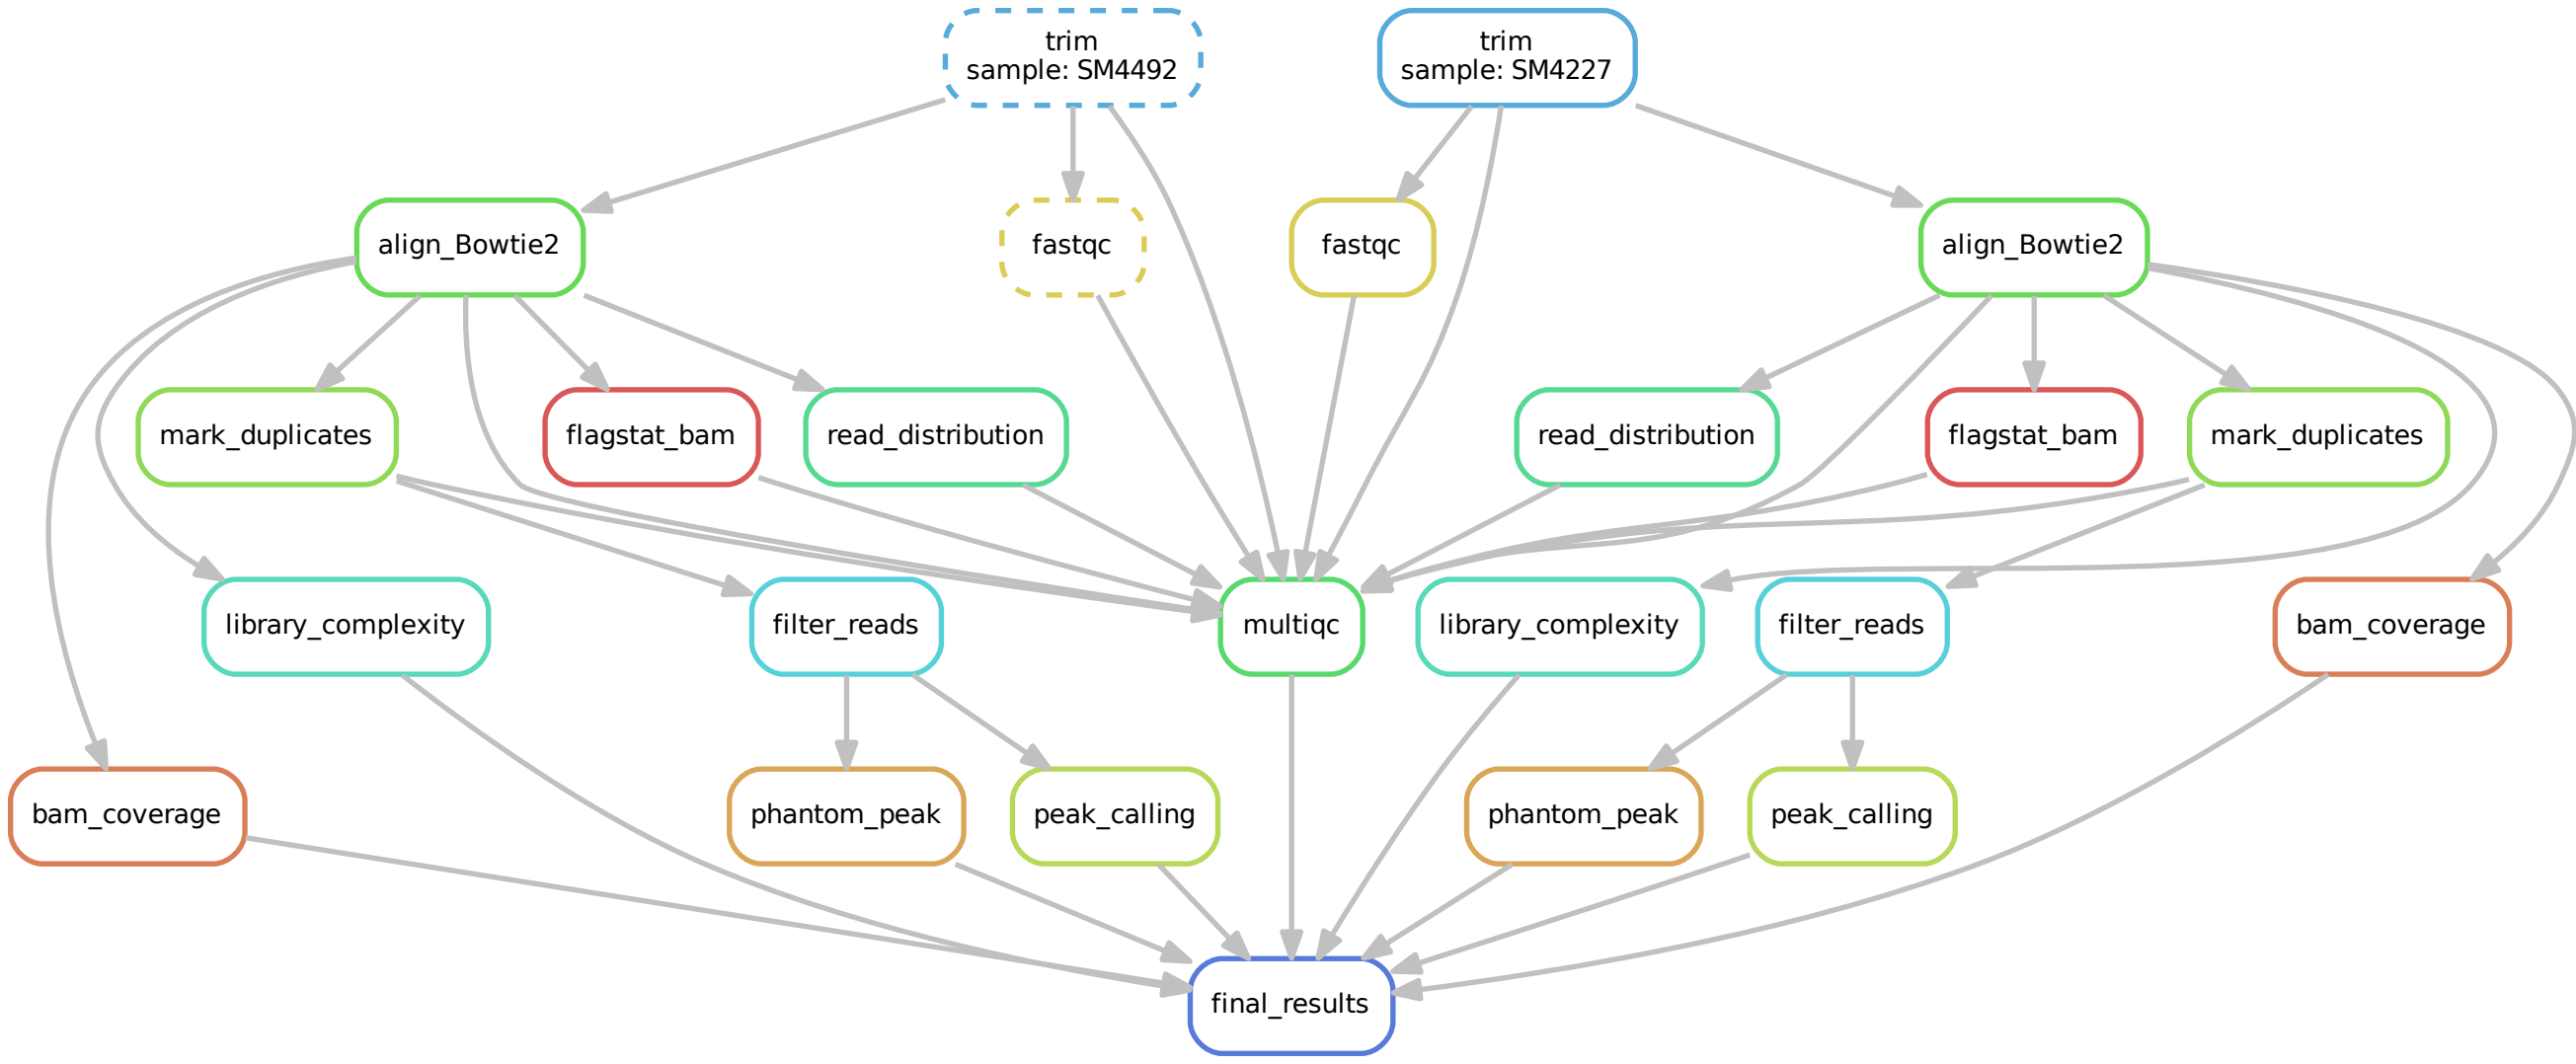 trim
sample: SM4492
trim
sample: SM4227
align_Bowtie2
fastqc
fastqc
align_Bowtie2
mark_duplicates
flagstat_bam
read_distribution
read_distribution
flagstat_bam
mark_duplicates
library_complexity
filter_reads
multiqc
library_complexity
filter_reads
bam_coverage
bam_coverage
phantom_peak
peak_calling
phantom_peak
peak_calling
final_results